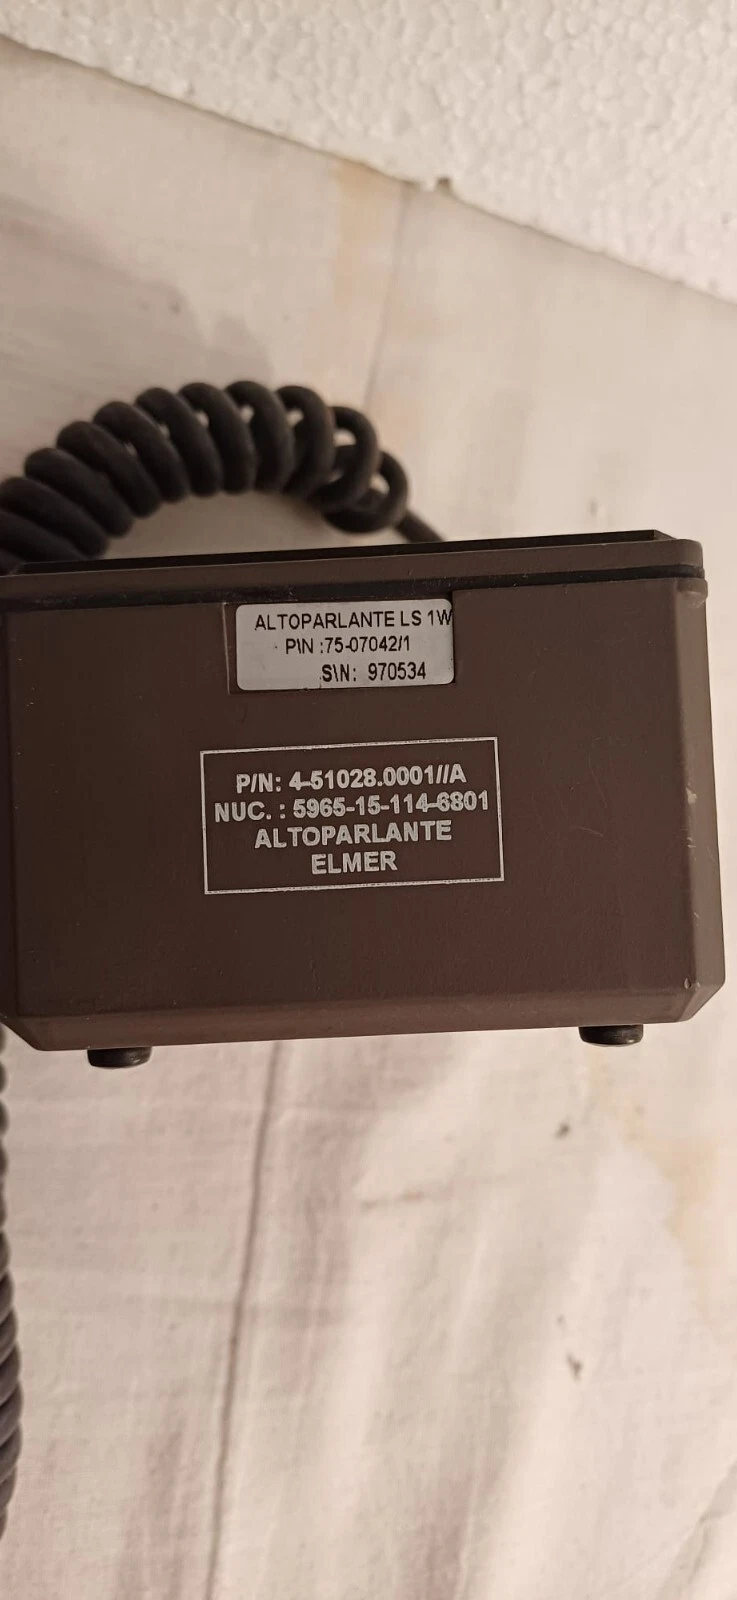 ALTOPARLANTE LS 1W
P\N :75-07042/1
S\N: 970534
P/N: 4-51028.0001//A
NUC. : 5965-15-114-6801
ALTOPARLANTE
ELMER